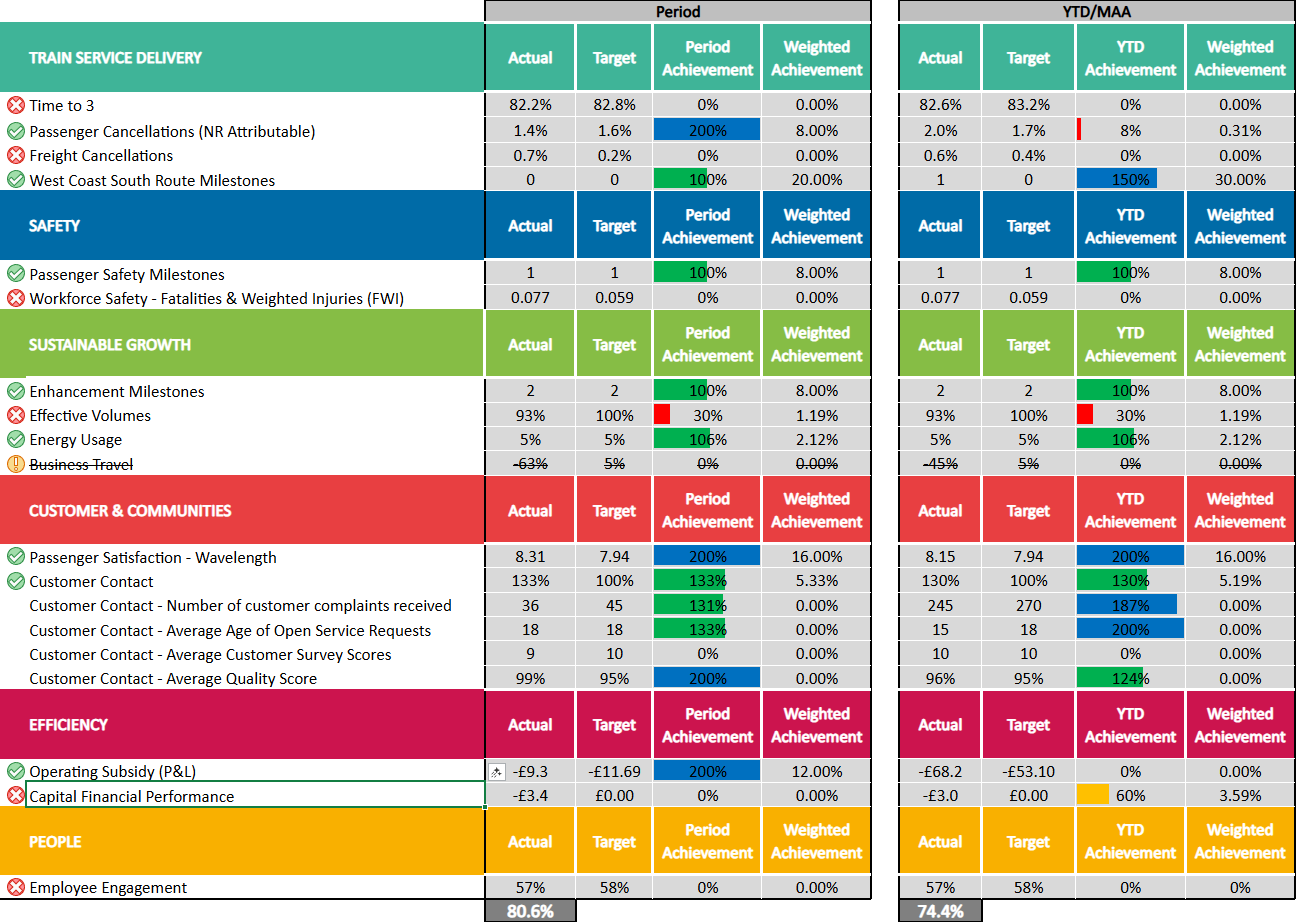 Period YTD/MAA
TRAIN SERVICE DELIVERY Actual Target Period Achievement Weighted Achievement Actual Target YTD Achievement Weighted Achievement
Time to 3 82.2% 82.8% 0% 0.00% 82.6% 83.2% 0% 0.00%
Passenger Cancellations (NR Attributable) 1.4% 1.6% 200% 8.00% 2.0% 1.7% 8% 0.31%
Freight Cancellations 0.7% 0.2% 0% 0.00% 0.6% 0.4% 0% 0.00%
West Coast South Route Milestones 0 0 100% 20.00% 1 0 150% 30.00%
SAFETY Actual Target Period Achievement Weighted Achievement Actual Target YTD Achievement Weighted Achievement
Passenger Safety Milestones 1 1 100% 8.00% 1 1 100% 8.00%
Workforce Safety - Fatalities & Weighted Injuries (FWI) 0.077 0.059 0% 0.00% 0.077 0.059 0% 0.00%
SUSTAINABLE GROWTH Actual Target Period Achievement Weighted Achievement Actual Target YTD Achievement Weighted Achievement
Enhancement Milestones 2 2 100% 8.00% 2 2 100% 8.00%
Effective Volumes 93% 100% 30% 1.19% 93% 100% 30% 1.19%
Energy Usage 5% 5% 106% 2.12% 5% 5% 106% 2.12%
Business Travel -63% 5% 0% 0.00% -45% 5% 0% 0.00%
CUSTOMER & COMMUNITIES Actual Target Period Achievement Weighted Achievement Actual Target YTD Achievement Weighted Achievement
Passenger Satisfaction - Wavelength 8.31 7.94 200% 16.00% 8.15 7.94 200% 16.00%
Customer Contact 133% 100% 133% 5.33% 130% 100% 130% 5.19%
Customer Contact - Number of customer complaints received 36 45 131% 0.00% 245 270 187% 0.00%
Customer Contact - Average Age of Open Service Requests 18 18 133% 0.00% 15 18 200% 0.00%
Customer Contact - Average Customer Survey Scores 9 10 0% 0.00% 10 10 0% 0.00%
Customer Contact - Average Quality Score 99% 95% 200% 0.00% 96% 95% 124% 0.00%
EFFICIENCY Actual Target Period Achievement Weighted Achievement Actual Target YTD Achievement Weighted Achievement
Operating Subsidy (P&L) -£9.3 -£11.69 200% 12.00% -£68.2 -£53.10 0% 0.00%
Capital Financial Performance -£3.4 £0.00 0% 0.00% -£3.0 £0.00 60% 3.59%
PEOPLE Actual Target Period Achievement Weighted Achievement Actual Target YTD Achievement Weighted Achievement
Employee Engagement 57% 58% 0% 0.00% 57% 58% 0% 0%
80.6% 74.4%